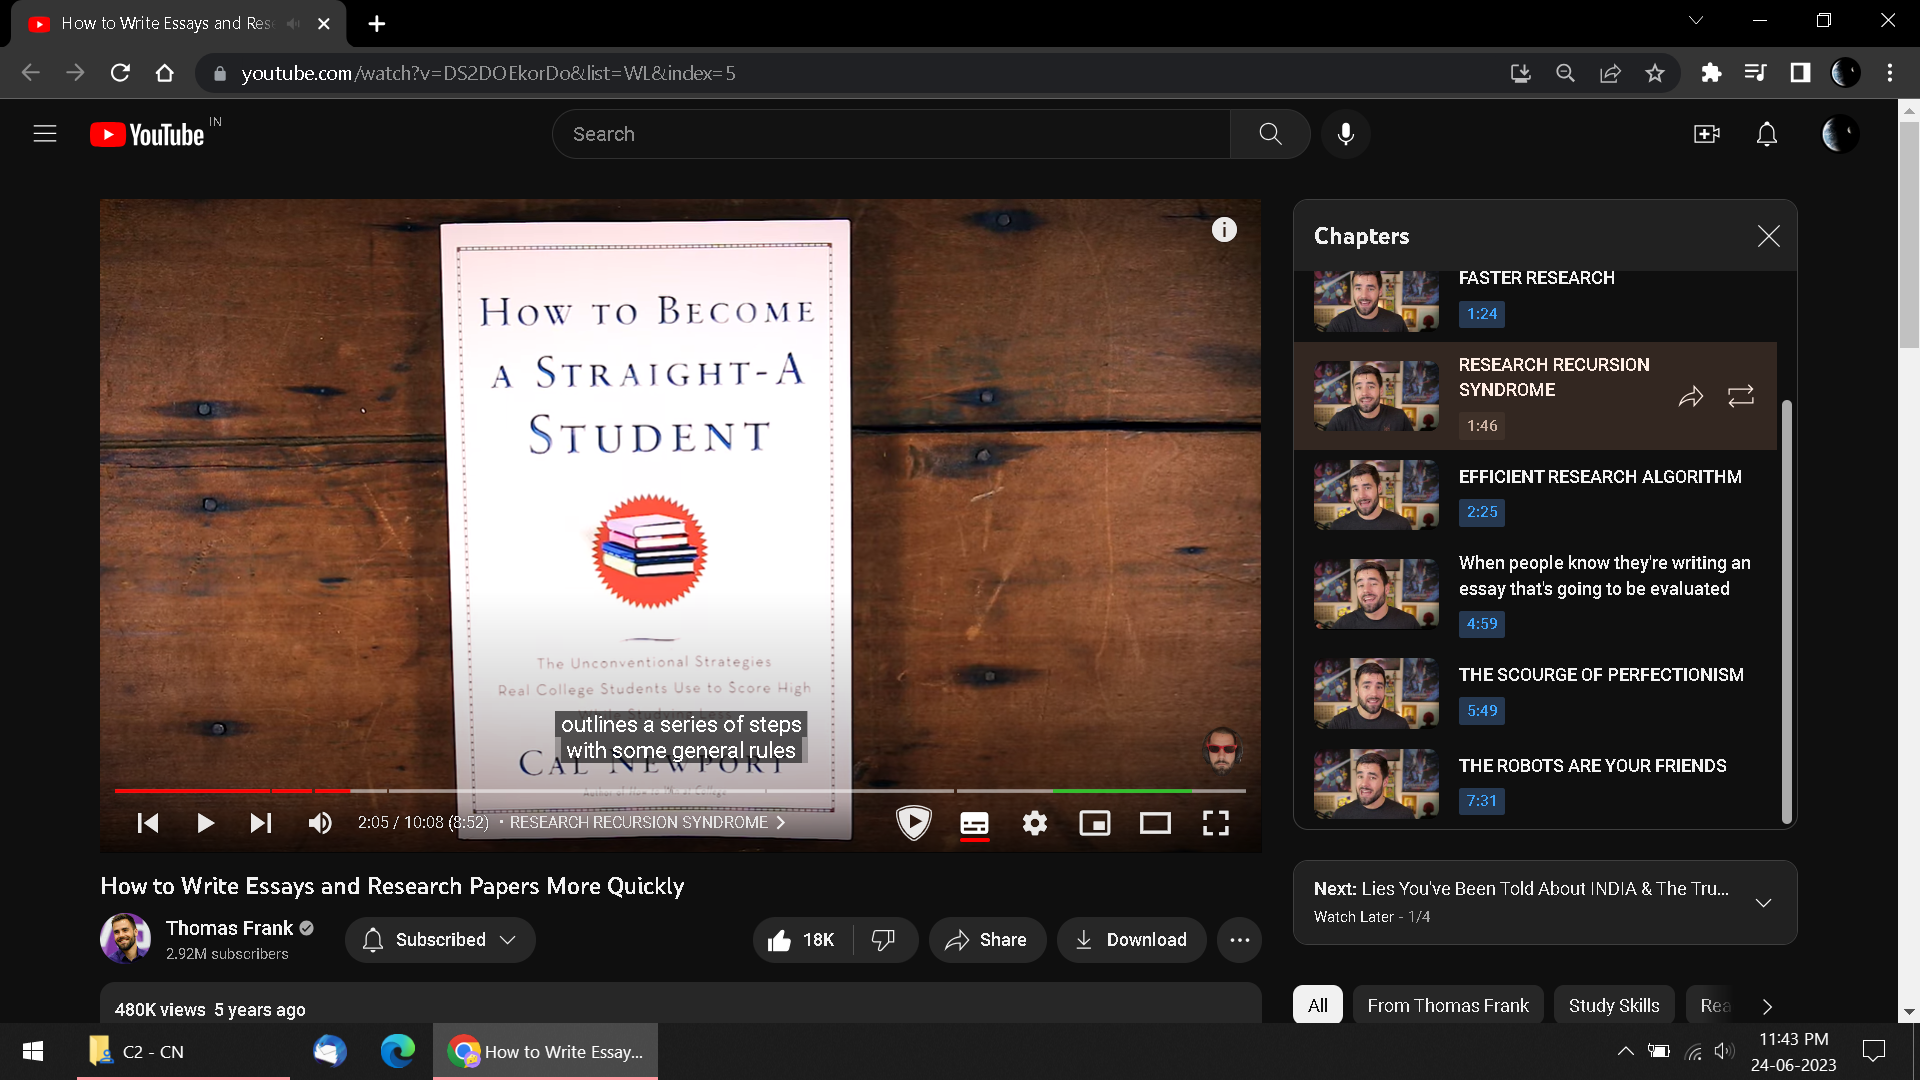 How to Write Essays and Res
youtube.com/watch?v=DS2DOEkorDo&list=WL&index=5
YouTube IN
Search
How to Become
a Straight-A
Student
The Unconventional Strategies
Real College Students Use to Score High
outlines a series of steps
with some general rules
Cal Newport
2:05 / 10:08 (8:52) • RESEARCH RECURSION SYNDROME
Chapters
FASTER RESEARCH
1:24
RESEARCH RECURSION
SYNDROME
1:46
EFFICIENT RESEARCH ALGORITHM
2:25
When people know they're writing an
essay that's going to be evaluated
4:59
THE SCOURGE OF PERFECTIONISM
5:49
THE ROBOTS ARE YOUR FRIENDS
7:31
How to Write Essays and Research Papers More Quickly
Thomas Frank
2.92M subscribers
Subscribed
18K
Share
Download
Next: Lies You've Been Told About INDIA & The Tru...
Watch Later - 1/4
480K views 5 years ago
All
From Thomas Frank
Study Skills
Rea
C2 - CN
How to Write Essay...
11:43 PM
24-06-2023